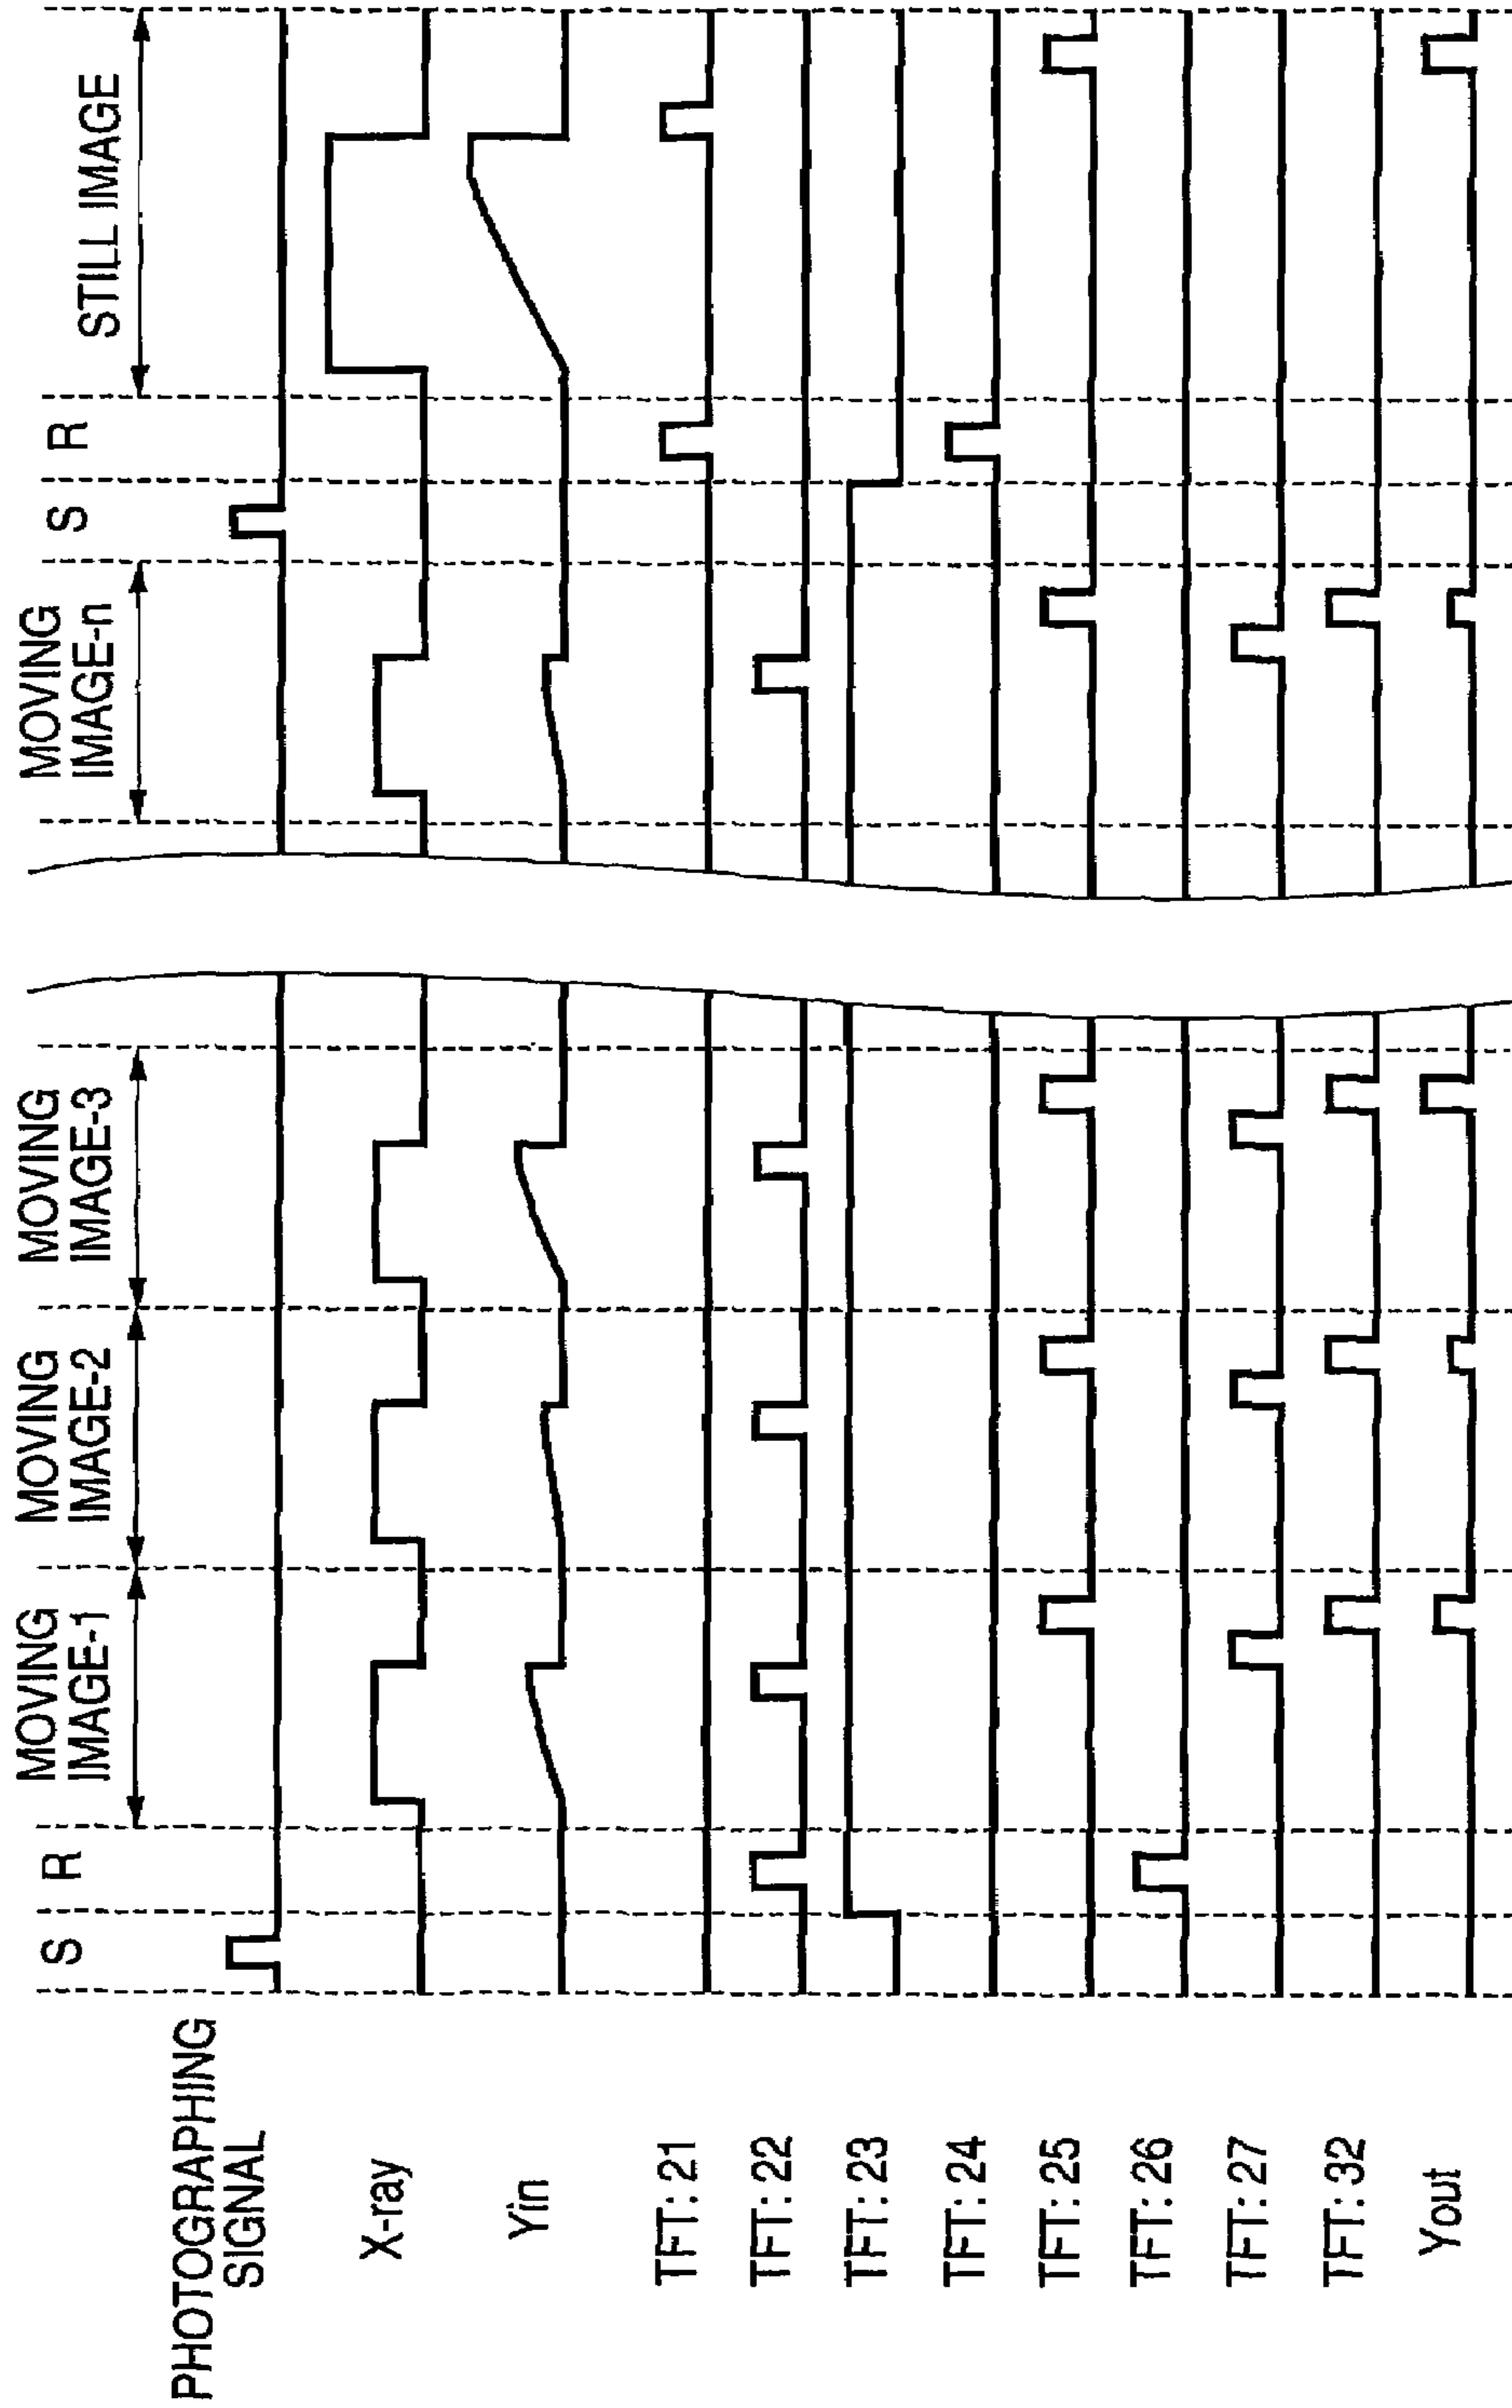 S
R
MOVING
IMAGE-1
MOVING
IMAGE-2
MOVING
IMAGE-3
MOVING
IMAGE-n
S
R
STILL IMAGE
PHOTOGRAPHING
SIGNAL
X-ray
Yin
TFT: 21
TFT: 22
TFT: 23
TFT: 24
TFT: 25
TFT: 26
TFT: 27
TFT: 32
Yout